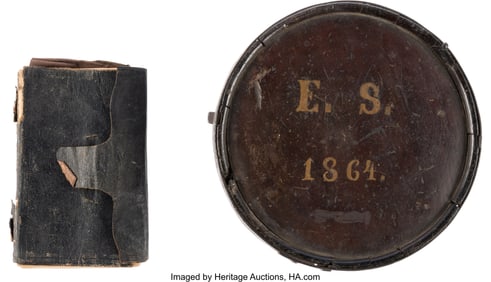 E. S.
1864.
Imaged by Heritage Auctions, HA.com